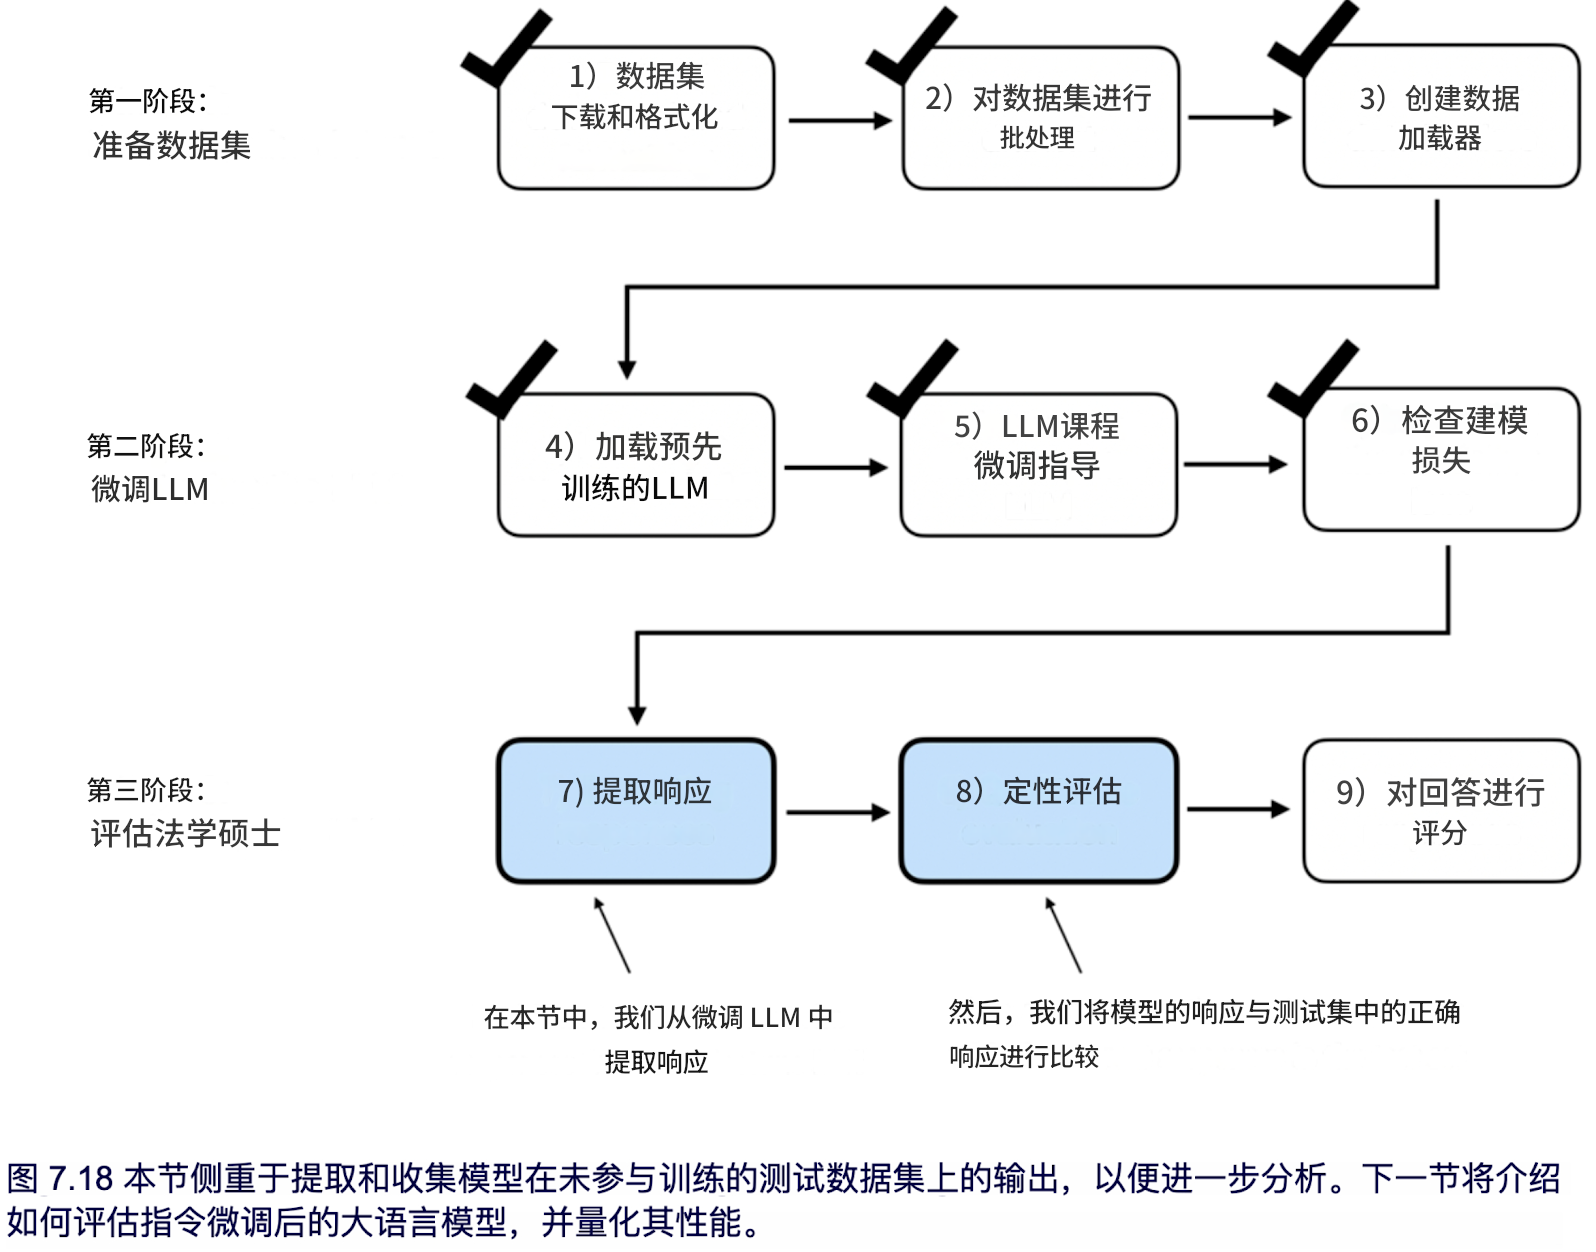 第一阶段：
准备数据集
1）数据集
下载和格式化
2）对数据集进行
批处理
3）创建数据
加载器
第二阶段：
微调LLM
4）加载预先
训练的LLM
5）LLM课程
微调指导
6）检查建模
损失
第三阶段：
评估法学硕士
7) 提取响应
8）定性评估
9）对回答进行
评分
在本节中，我们从微调 LLM 中
提取响应
然后，我们将模型的响应与测试集中的正确
响应进行比较
图 7.18 本节侧重于提取和收集模型在未参与训练的测试数据集上的输出，以便进一步分析。下一节将介绍
如何评估指令微调后的大语言模型，并量化其性能。